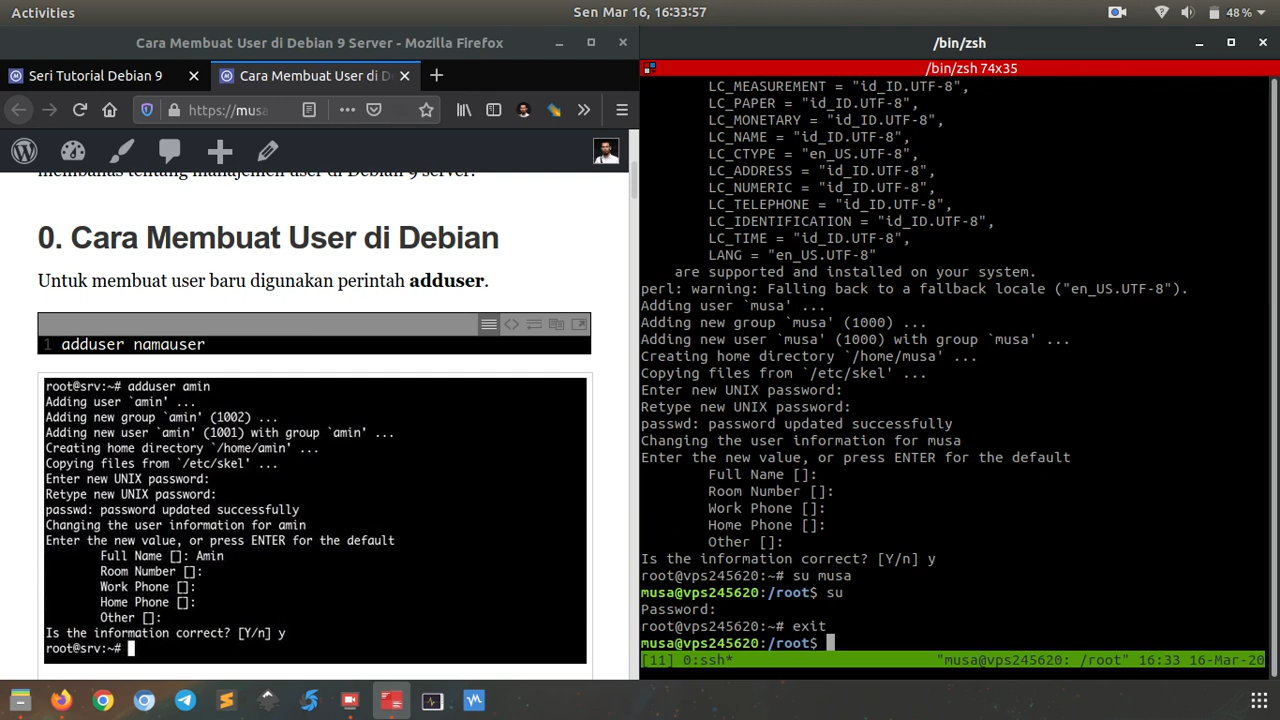 Activities
Sen Mar 16, 16:33:57
48 %
Cara Membuat User di Debian 9 Server - Mozilla Firefox
Seri Tutorial Debian 9
Cara Membuat User di D
https://musa
membahas tentang manajemen user di Debian 9 server.
0. Cara Membuat User di Debian
Untuk membuat user baru digunakan perintah adduser.
1 adduser namauser
root@srv:~# adduser amin
Adding user `amin' ...
Adding new group `amin' (1002) ...
Adding new user `amin' (1001) with group `amin' ...
Creating home directory `/home/amin' ...
Copying files from `/etc/skel' ...
Enter new UNIX password:
Retype new UNIX password:
passwd: password updated successfully
Changing the user information for amin
Enter the new value, or press ENTER for the default
Full Name []: Amin
Room Number []:
Work Phone []:
Home Phone []:
Other []:
Is the information correct? [Y/n] y
root@srv:~#
/bin/zsh
/bin/zsh 74x35
LC_MEASUREMENT = "id_ID.UTF-8",
LC_PAPER = "id_ID.UTF-8",
LC_MONETARY = "id_ID.UTF-8",
LC_NAME = "id_ID.UTF-8",
LC_CTYPE = "en_US.UTF-8",
LC_ADDRESS = "id_ID.UTF-8",
LC_NUMERIC = "id_ID.UTF-8",
LC_TELEPHONE = "id_ID.UTF-8",
LC_IDENTIFICATION = "id_ID.UTF-8",
LC_TIME = "id_ID.UTF-8",
LANG = "en_US.UTF-8"
are supported and installed on your system.
perl: warning: Falling back to a fallback locale ("en_US.UTF-8").
Adding user `musa' ...
Adding new group `musa' (1000) ...
Adding new user `musa' (1000) with group `musa' ...
Creating home directory `/home/musa' ...
Copying files from `/etc/skel' ...
Enter new UNIX password:
Retype new UNIX password:
passwd: password updated successfully
Changing the user information for musa
Enter the new value, or press ENTER for the default
Full Name []:
Room Number []:
Work Phone []:
Home Phone []:
Other []:
Is the information correct? [Y/n] y
root@vps245620:~# su musa
musa@vps245620:/root$ su
Password:
root@vps245620:~# exit
musa@vps245620:/root$
[11] 0:ssh* "musa@vps245620: /root" 16:33 16-Mar-20